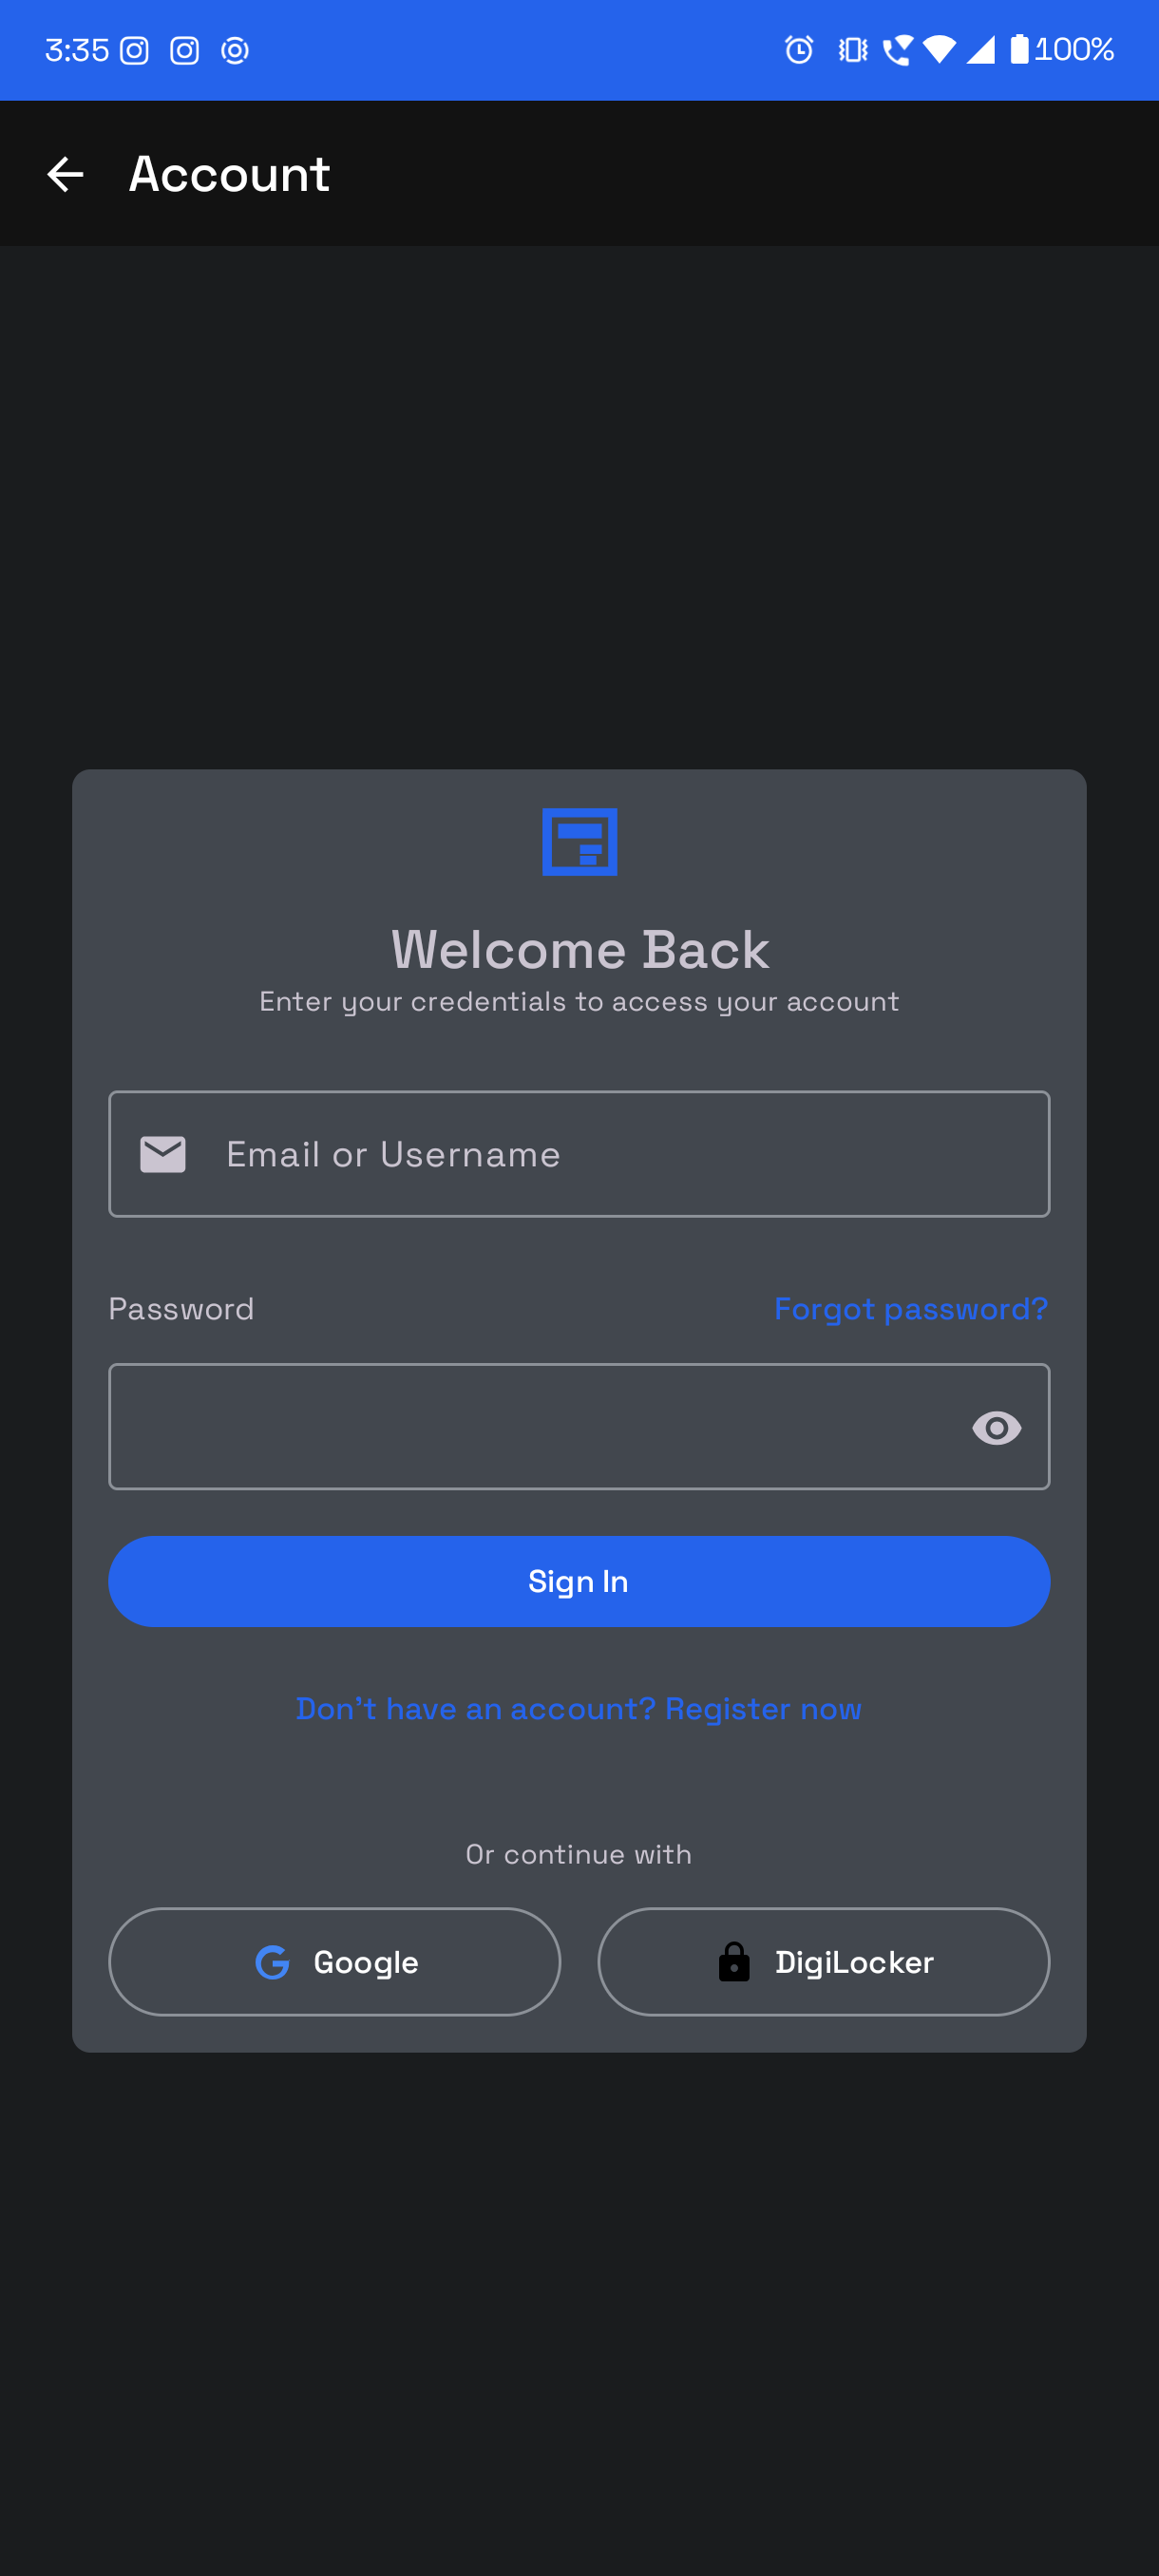 3:35
100%
Account
Welcome Back
Enter your credentials to access your account
Email or Username
Password
Forgot password?
Sign In
Don't have an account? Register now
Or continue with
Google
DigiLocker